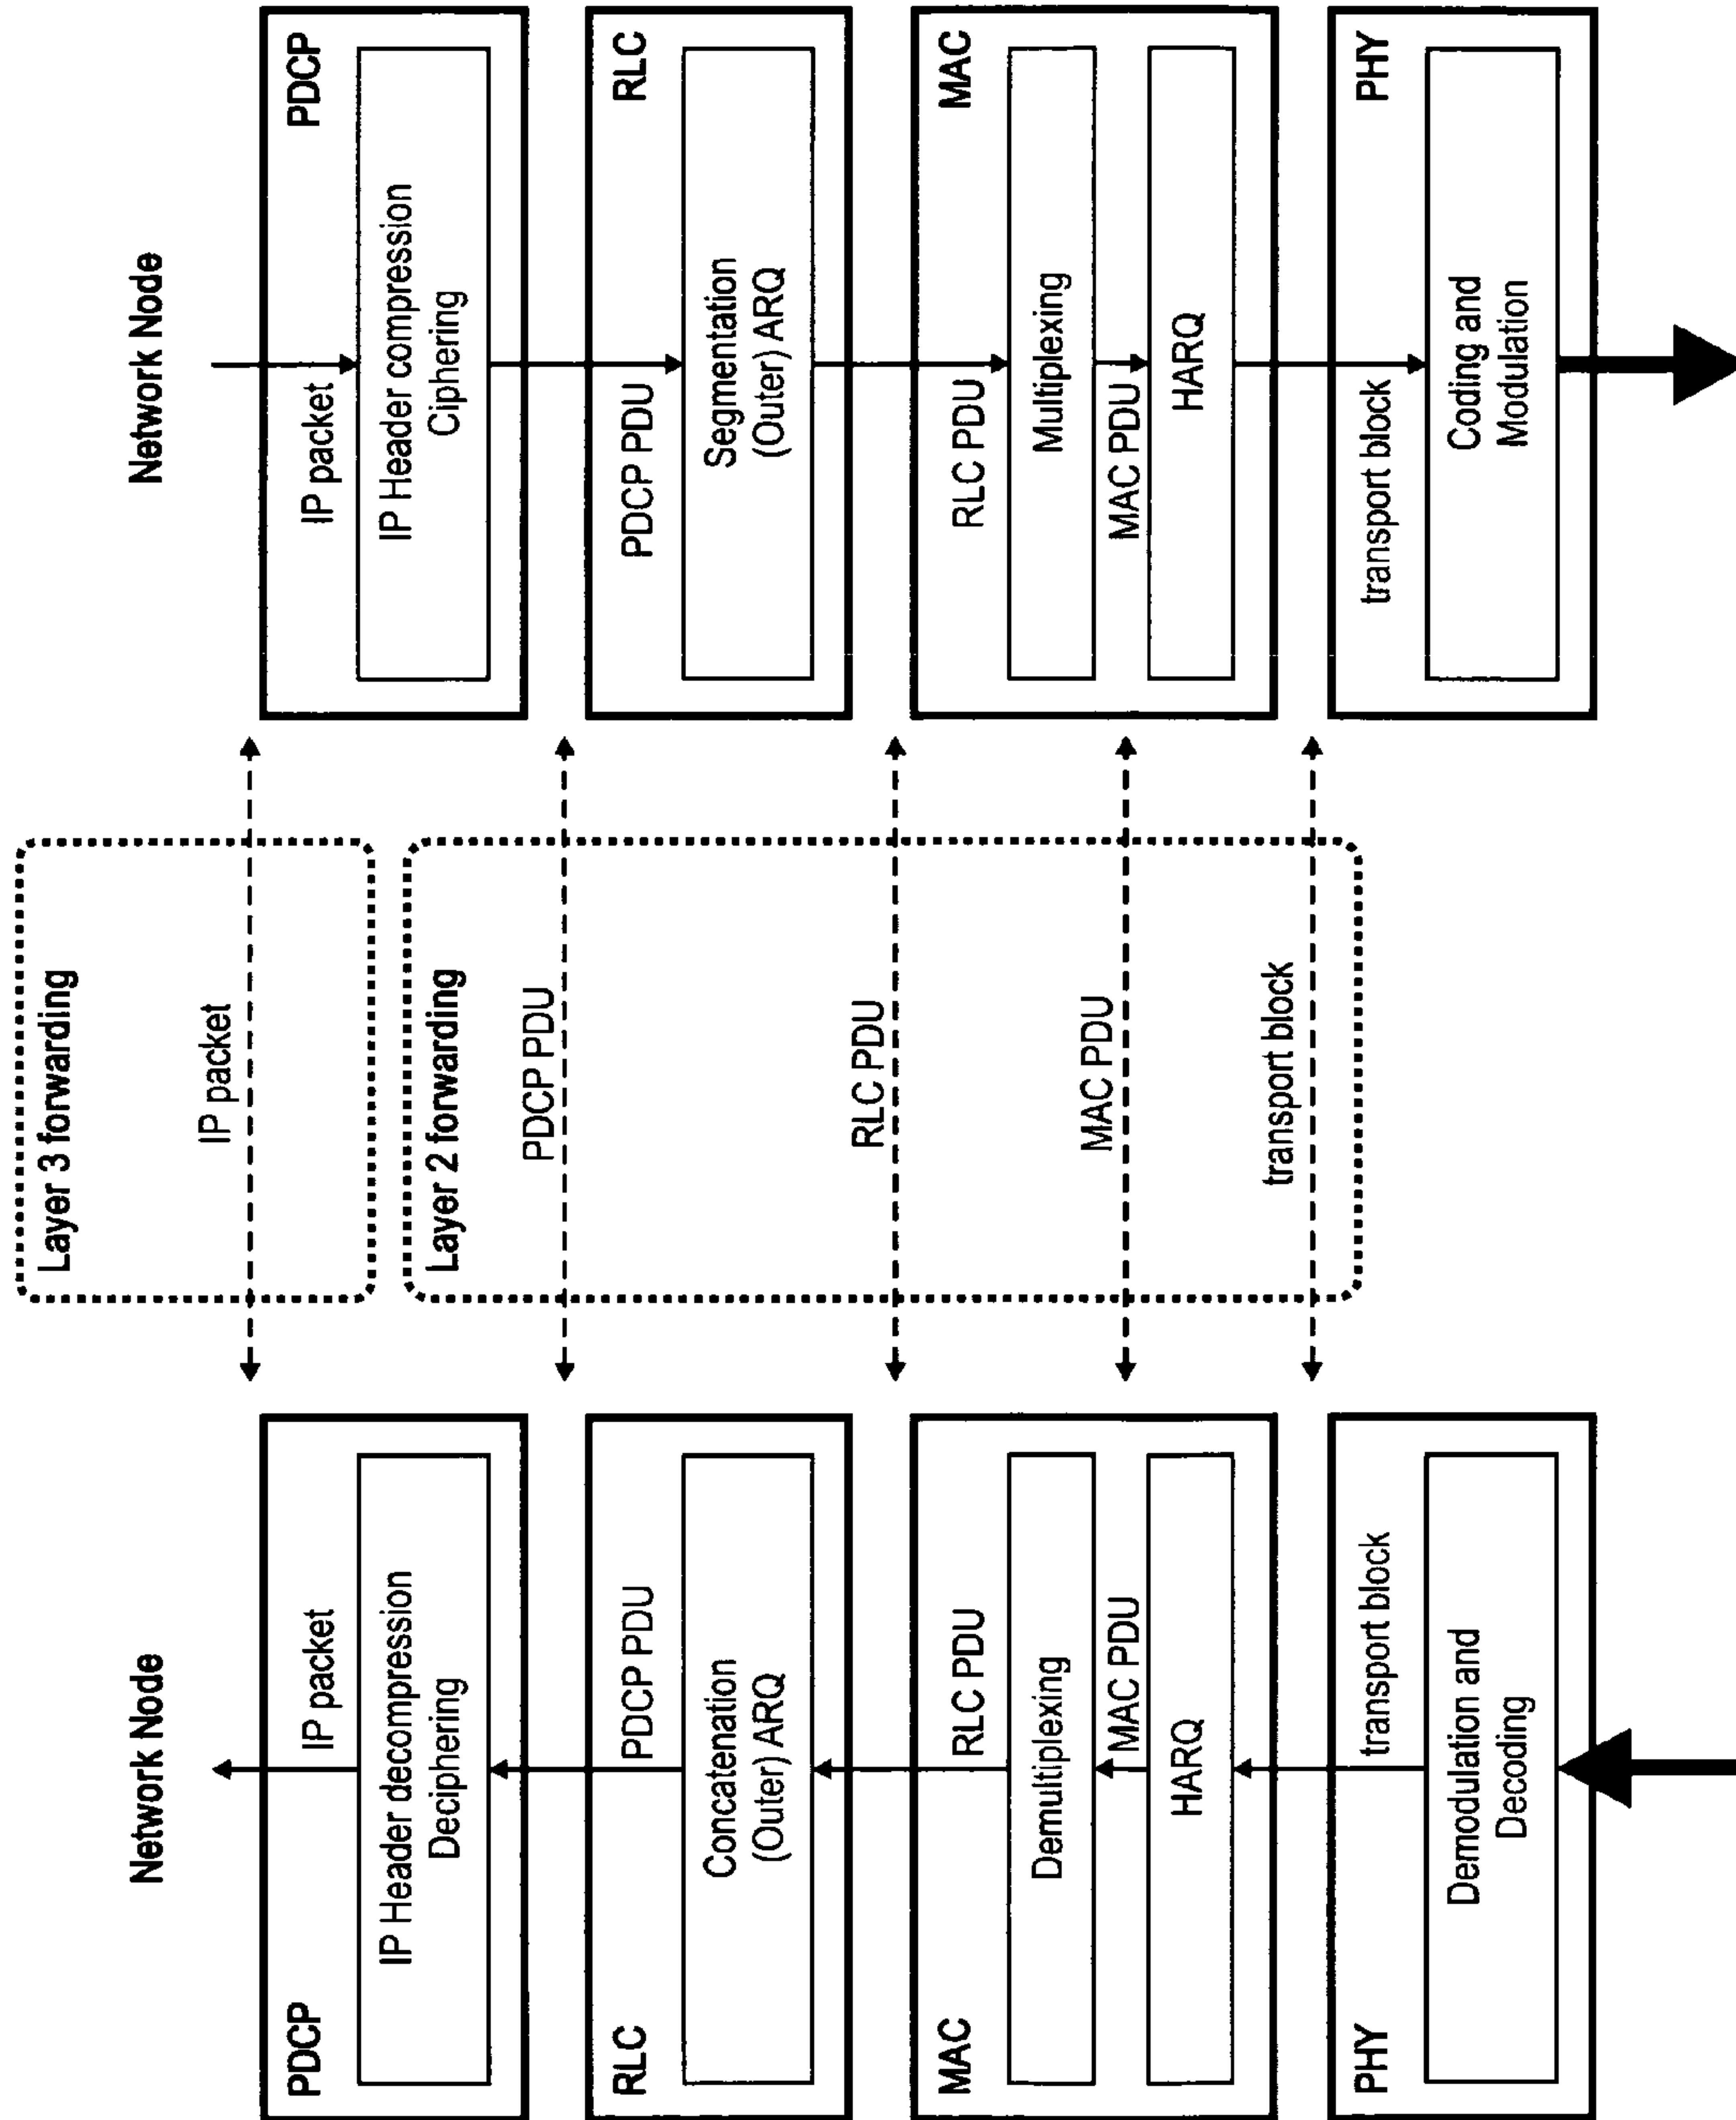 Network Node
PDCP
IP packet
IP Header decompression
Deciphering
RLC
PDCP PDU
Concatenation
(Outer) ARQ
MAC
RLC PDU
Demultiplexing
MAC PDU
HARQ
PHY
transport block
Demodulation and
Decoding
Layer 3 forwarding
IP packet
Layer 2 forwarding
PDCP PDU
RLC PDU
MAC PDU
transport block
Network Node
PDCP
IP packet
IP Header compression
Ciphering
RLC
PDCP PDU
Segmentation
(Outer) ARQ
MAC
RLC PDU
Multiplexing
MAC PDU
HARQ
PHY
transport block
Coding and
Modulation